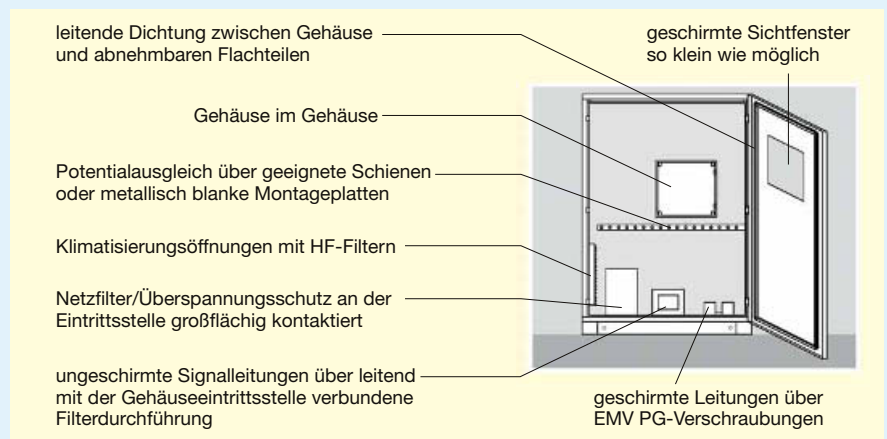 leitende Dichtung zwischen Gehäuse
und abnehmbaren Flachteilen
geschirmte Sichtfenster
so klein wie möglich
Gehäuse im Gehäuse
Potentialausgleich über geeignete Schienen
oder metallisch blanke Montageplatten
Klimatisierungsöffnungen mit HF-Filtern
Netzfilter/Überspannungsschutz an der
Eintrittsstelle großflächig kontaktiert
ungeschirmte Signalleitungen über leitend
mit der Gehäuseeintrittsstelle verbundene
Filterdurchführung
geschirmte Leitungen über
EMV PG-Verschraubungen